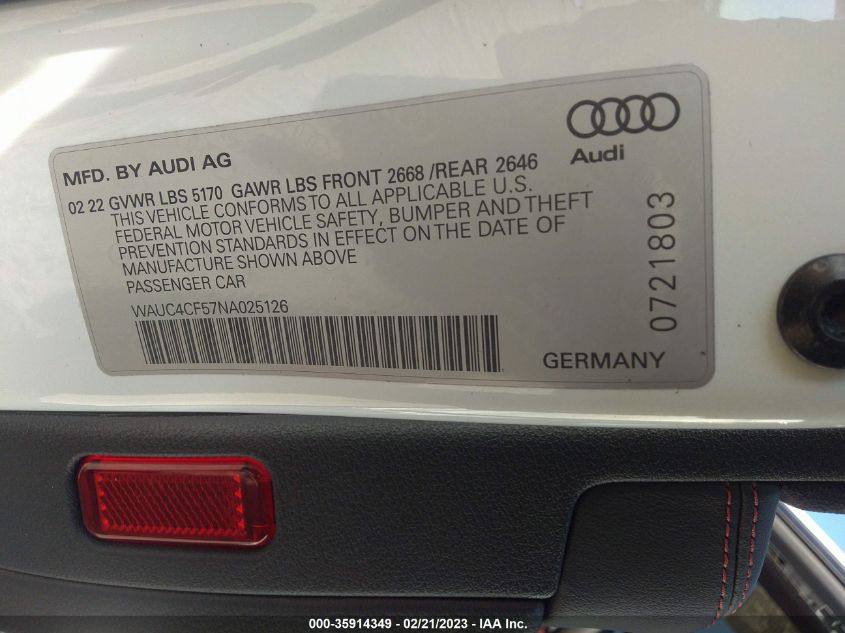 Audi
MFD. BY AUDI AG
02 22 GVWR LBS 5170 GAWR LBS FRONT 2668 /REAR 2646
THIS VEHICLE CONFORMS TO ALL APPLICABLE U.S.
FEDERAL MOTOR VEHICLE SAFETY, BUMPER AND THEFT
PREVENTION STANDARDS IN EFFECT ON THE DATE OF
MANUFACTURE SHOWN ABOVE
PASSENGER CAR
WAUC4CF57NA025126
GERMANY
0721803
000-35914349 - 02/21/2023 - IAA Inc.